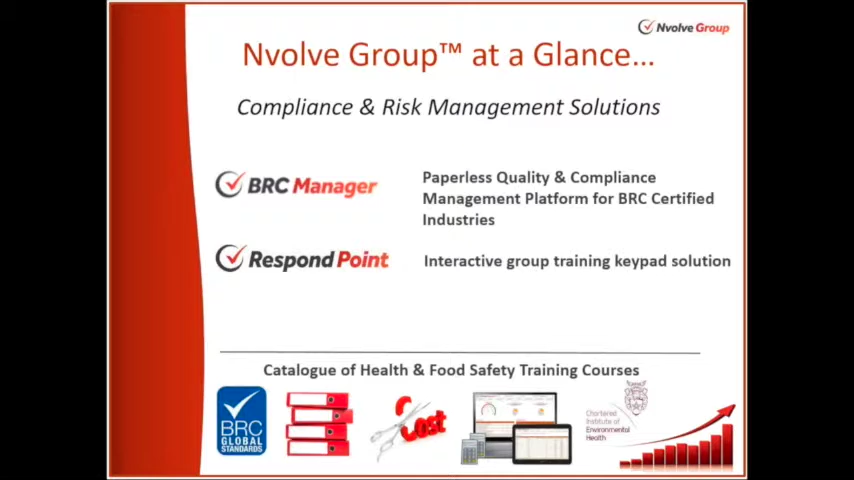 Nvolve Group
Nvolve Group™ at a Glance...
Compliance & Risk Management Solutions
BRC Manager
Paperless Quality & Compliance
Management Platform for BRC Certified
Industries
Respond Point
Interactive group training keypad solution
Catalogue of Health & Food Safety Training Courses
BRC
GLOBAL
STANDARDS
Cost
Chartered
Institute of
Environmental
Health